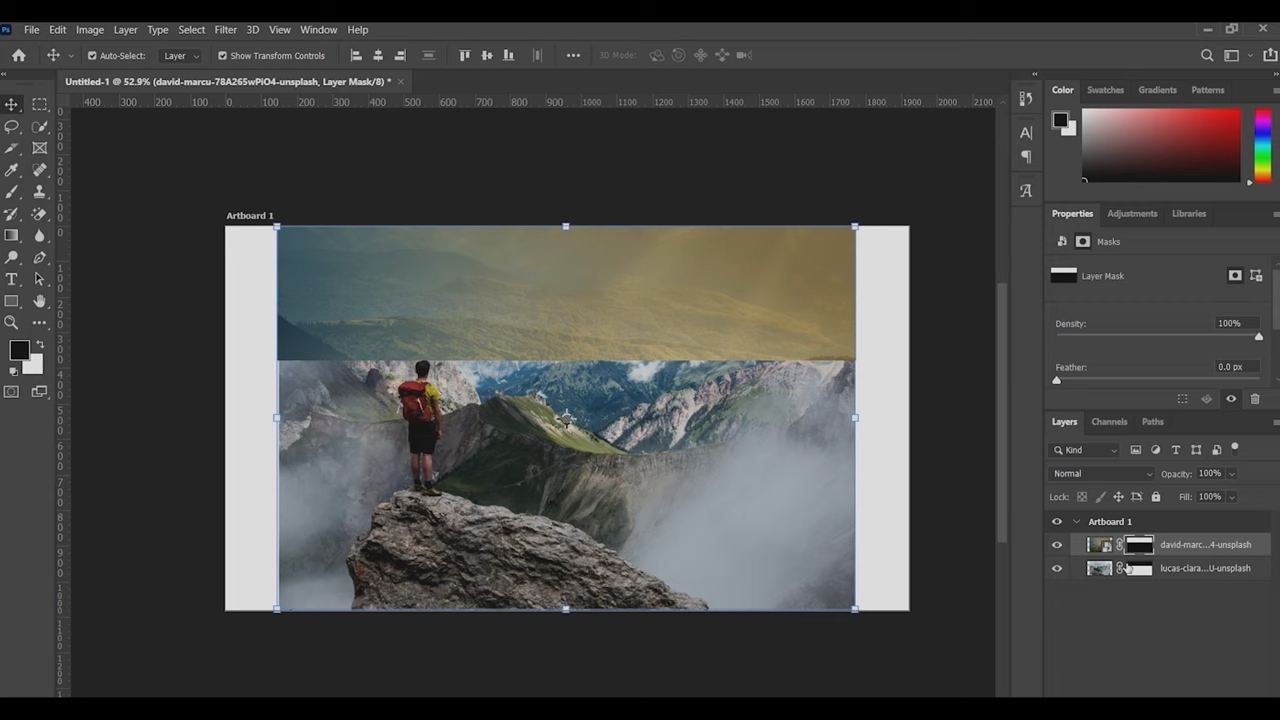 Ps File Edit Image Layer Type Select Filter 3D View Window Help
Auto-Select: Layer Show Transform Controls 3D Mode:
Untitled-1 @ 52.9% (david-marcu-78A265wPiO4-unsplash, Layer Mask/8) *
400 300 200 100 0 100 200 300 400 500 600 700 800 900 1000 1100 1200 1300 1400 1500 1600 1700 1800 1900 2000 2100
Artboard 1
Color Swatches Gradients Patterns
Properties Adjustments Libraries
Masks
Layer Mask
Density: 100%
Feather: 0.0 px
Layers Channels Paths
Kind
Normal Opacity: 100%
Lock: Fill: 100%
Artboard 1
david-marc...4-unsplash
lucas-clara...U-unsplash